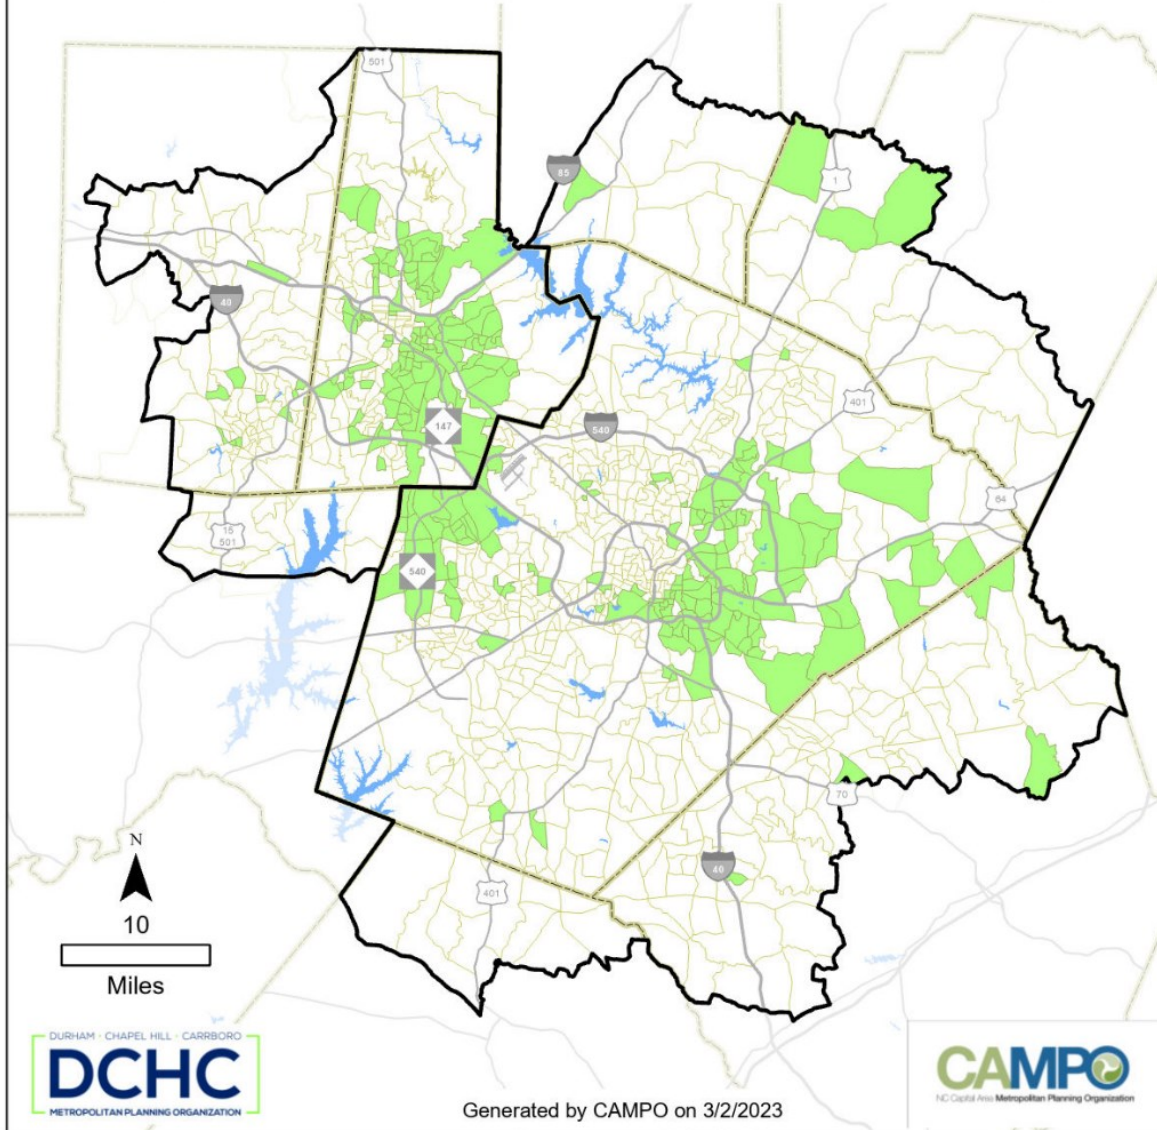 501
85
1
40
401
147
540
64
15
501
540
70
40
401
N
10
Miles
DURHAM · CHAPEL HILL · CARRBORO
DCHC
METROPOLITAN PLANNING ORGANIZATION
Generated by CAMPO on 3/2/2023
CAMPO
NC Capital Area Metropolitan Planning Organization